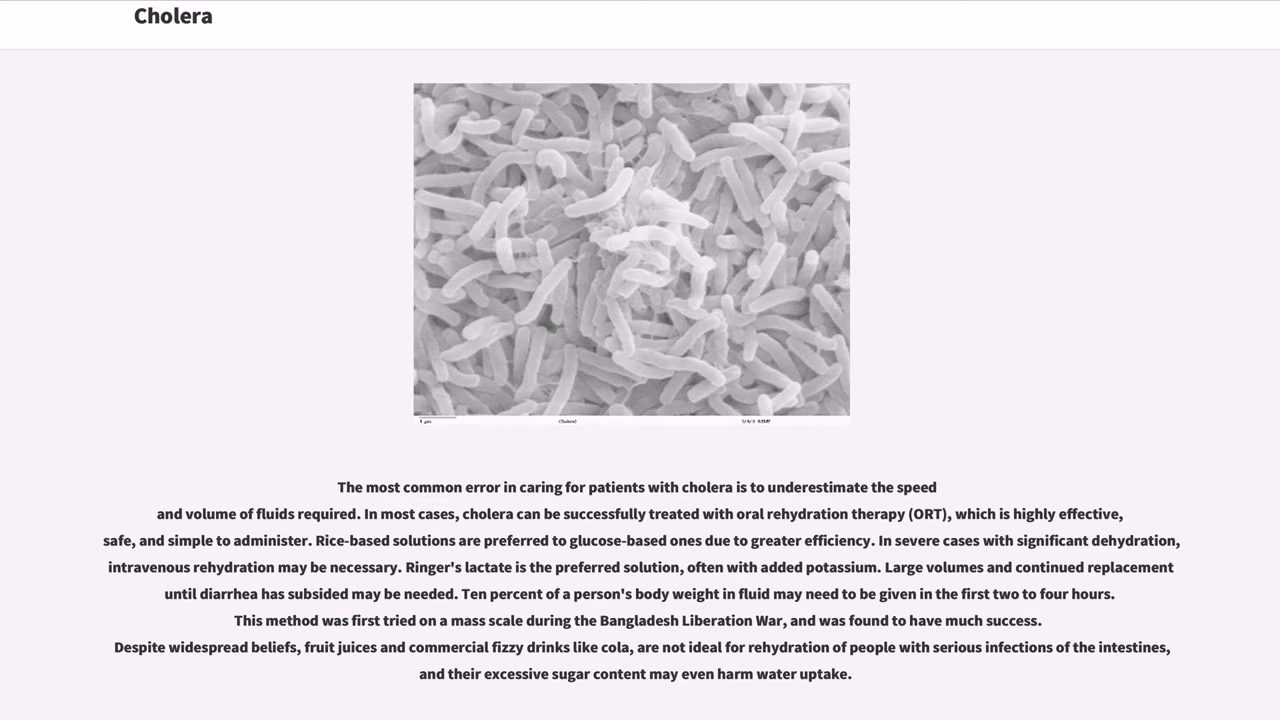 Cholera
1 µm
The most common error in caring for patients with cholera is to underestimate the speed
and volume of fluids required. In most cases, cholera can be successfully treated with oral rehydration therapy (ORT), which is highly effective,
safe, and simple to administer. Rice-based solutions are preferred to glucose-based ones due to greater efficiency. In severe cases with significant dehydration,
intravenous rehydration may be necessary. Ringer's lactate is the preferred solution, often with added potassium. Large volumes and continued replacement
until diarrhea has subsided may be needed. Ten percent of a person's body weight in fluid may need to be given in the first two to four hours.
This method was first tried on a mass scale during the Bangladesh Liberation War, and was found to have much success.
Despite widespread beliefs, fruit juices and commercial fizzy drinks like cola, are not ideal for rehydration of people with serious infections of the intestines,
and their excessive sugar content may even harm water uptake.